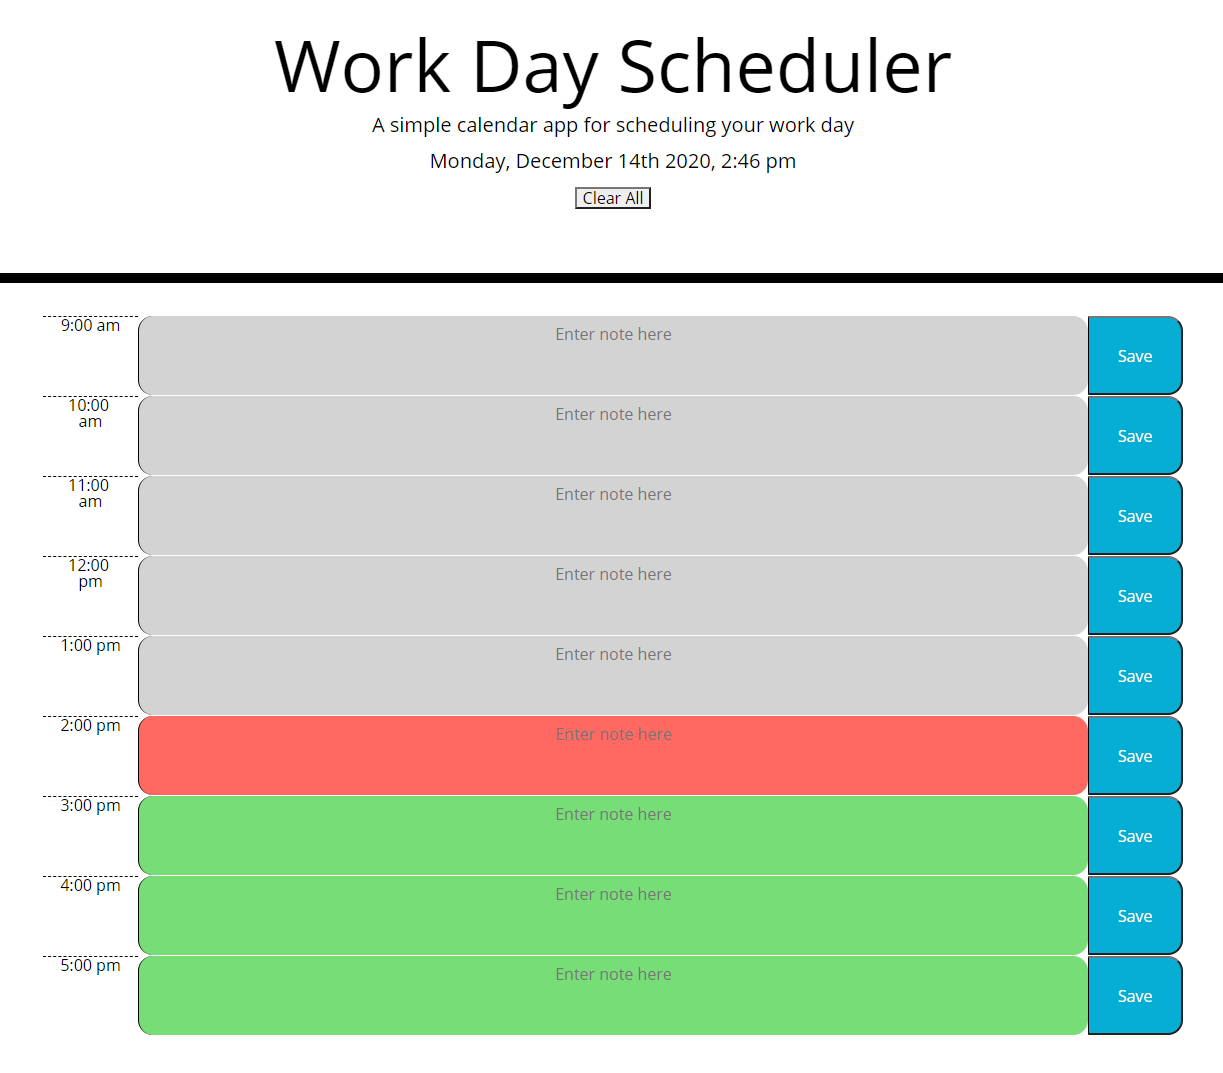 Work Day Scheduler
A simple calendar app for scheduling your work day
Monday, December 14th 2020, 2:46 pm
Clear All
9:00 am
Enter note here
Save
10:00
am
Enter note here
Save
11:00
am
Enter note here
Save
12:00
pm
Enter note here
Save
1:00 pm
Enter note here
Save
2:00 pm
Enter note here
Save
3:00 pm
Enter note here
Save
4:00 pm
Enter note here
Save
5:00 pm
Enter note here
Save